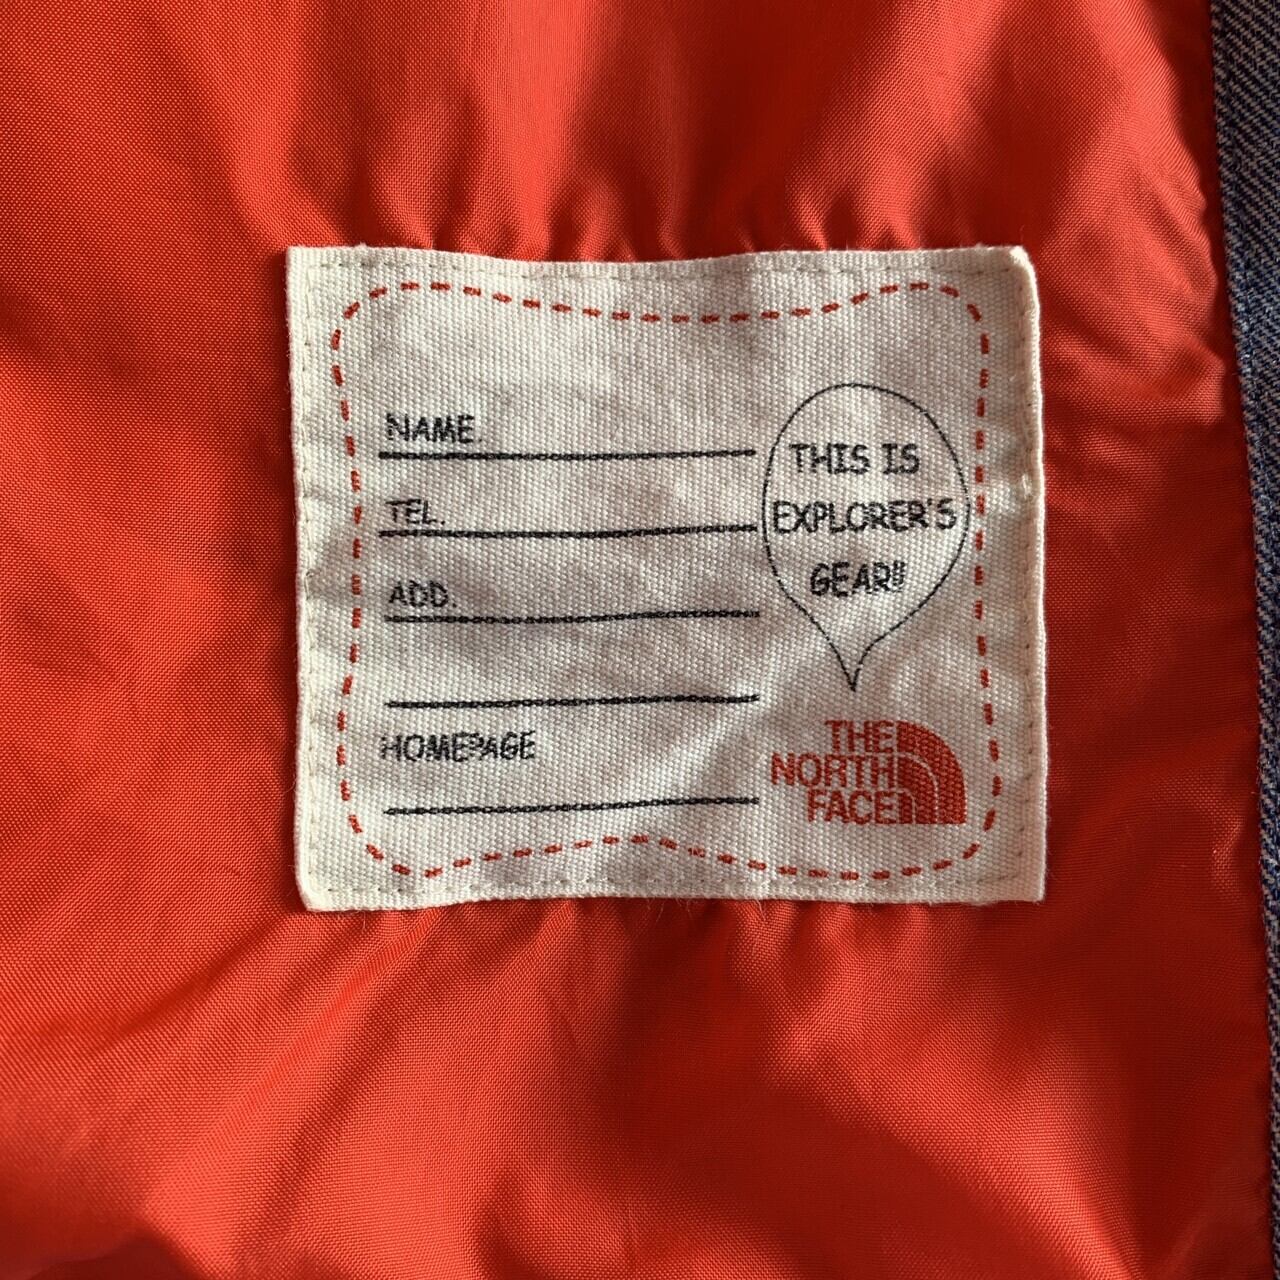 NAME.
TEL.
ADD.
HOMEPAGE
THIS IS
EXPLORER'S
GEAR!!
THE
NORTH
FACE